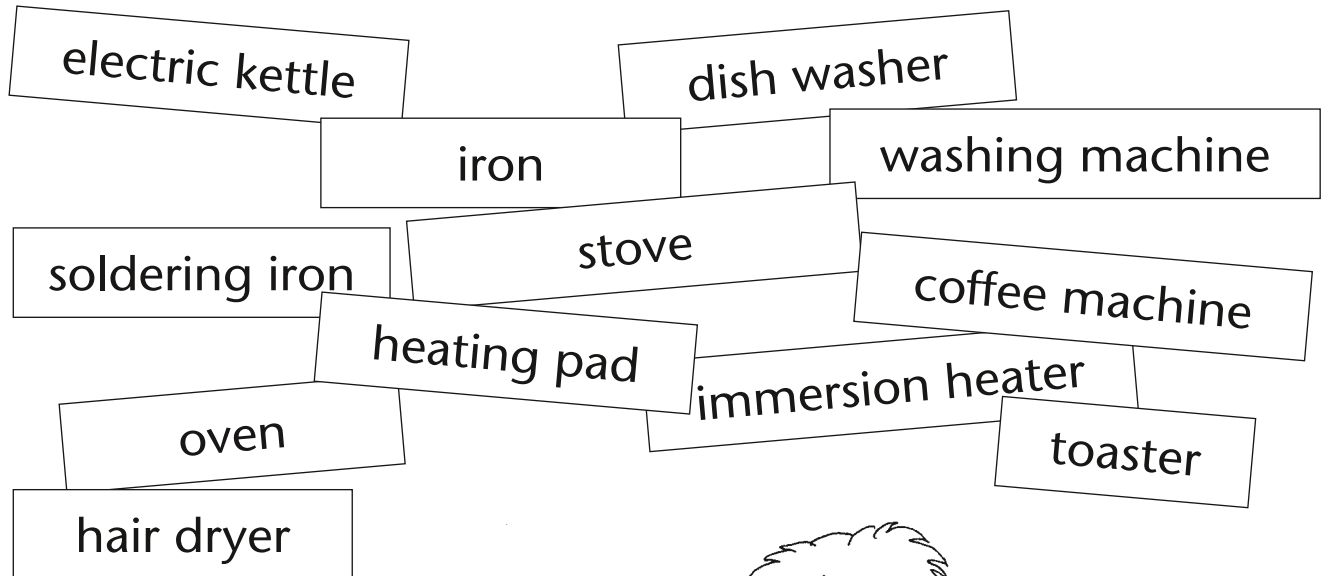 electric kettle
dish washer
iron
washing machine
stove
soldering iron
coffee machine
heating pad
immersion heater
oven
toaster
hair dryer